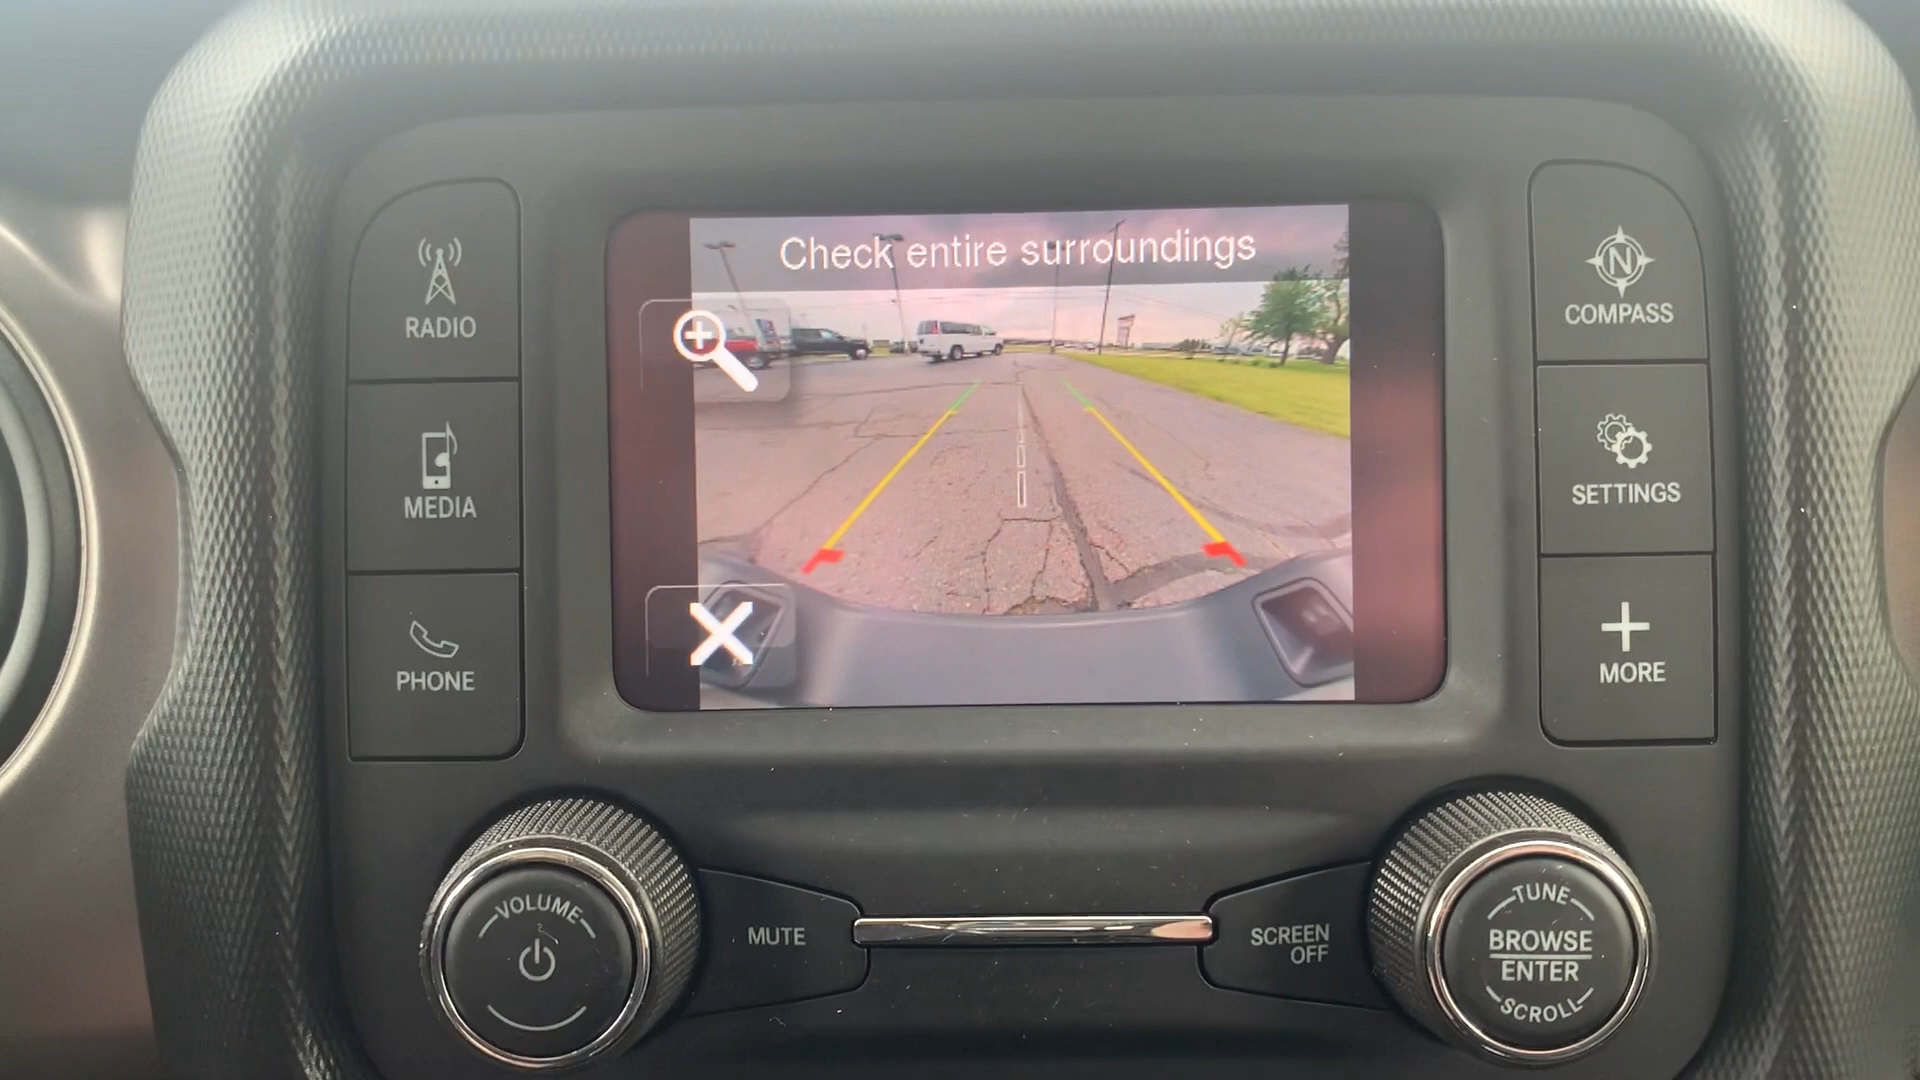 Check entire surroundings
RADIO
MEDIA
PHONE
N
COMPASS
SETTINGS
MORE
VOLUME
MUTE
SCREEN
OFF
TUNE
BROWSE
ENTER
SCROLL